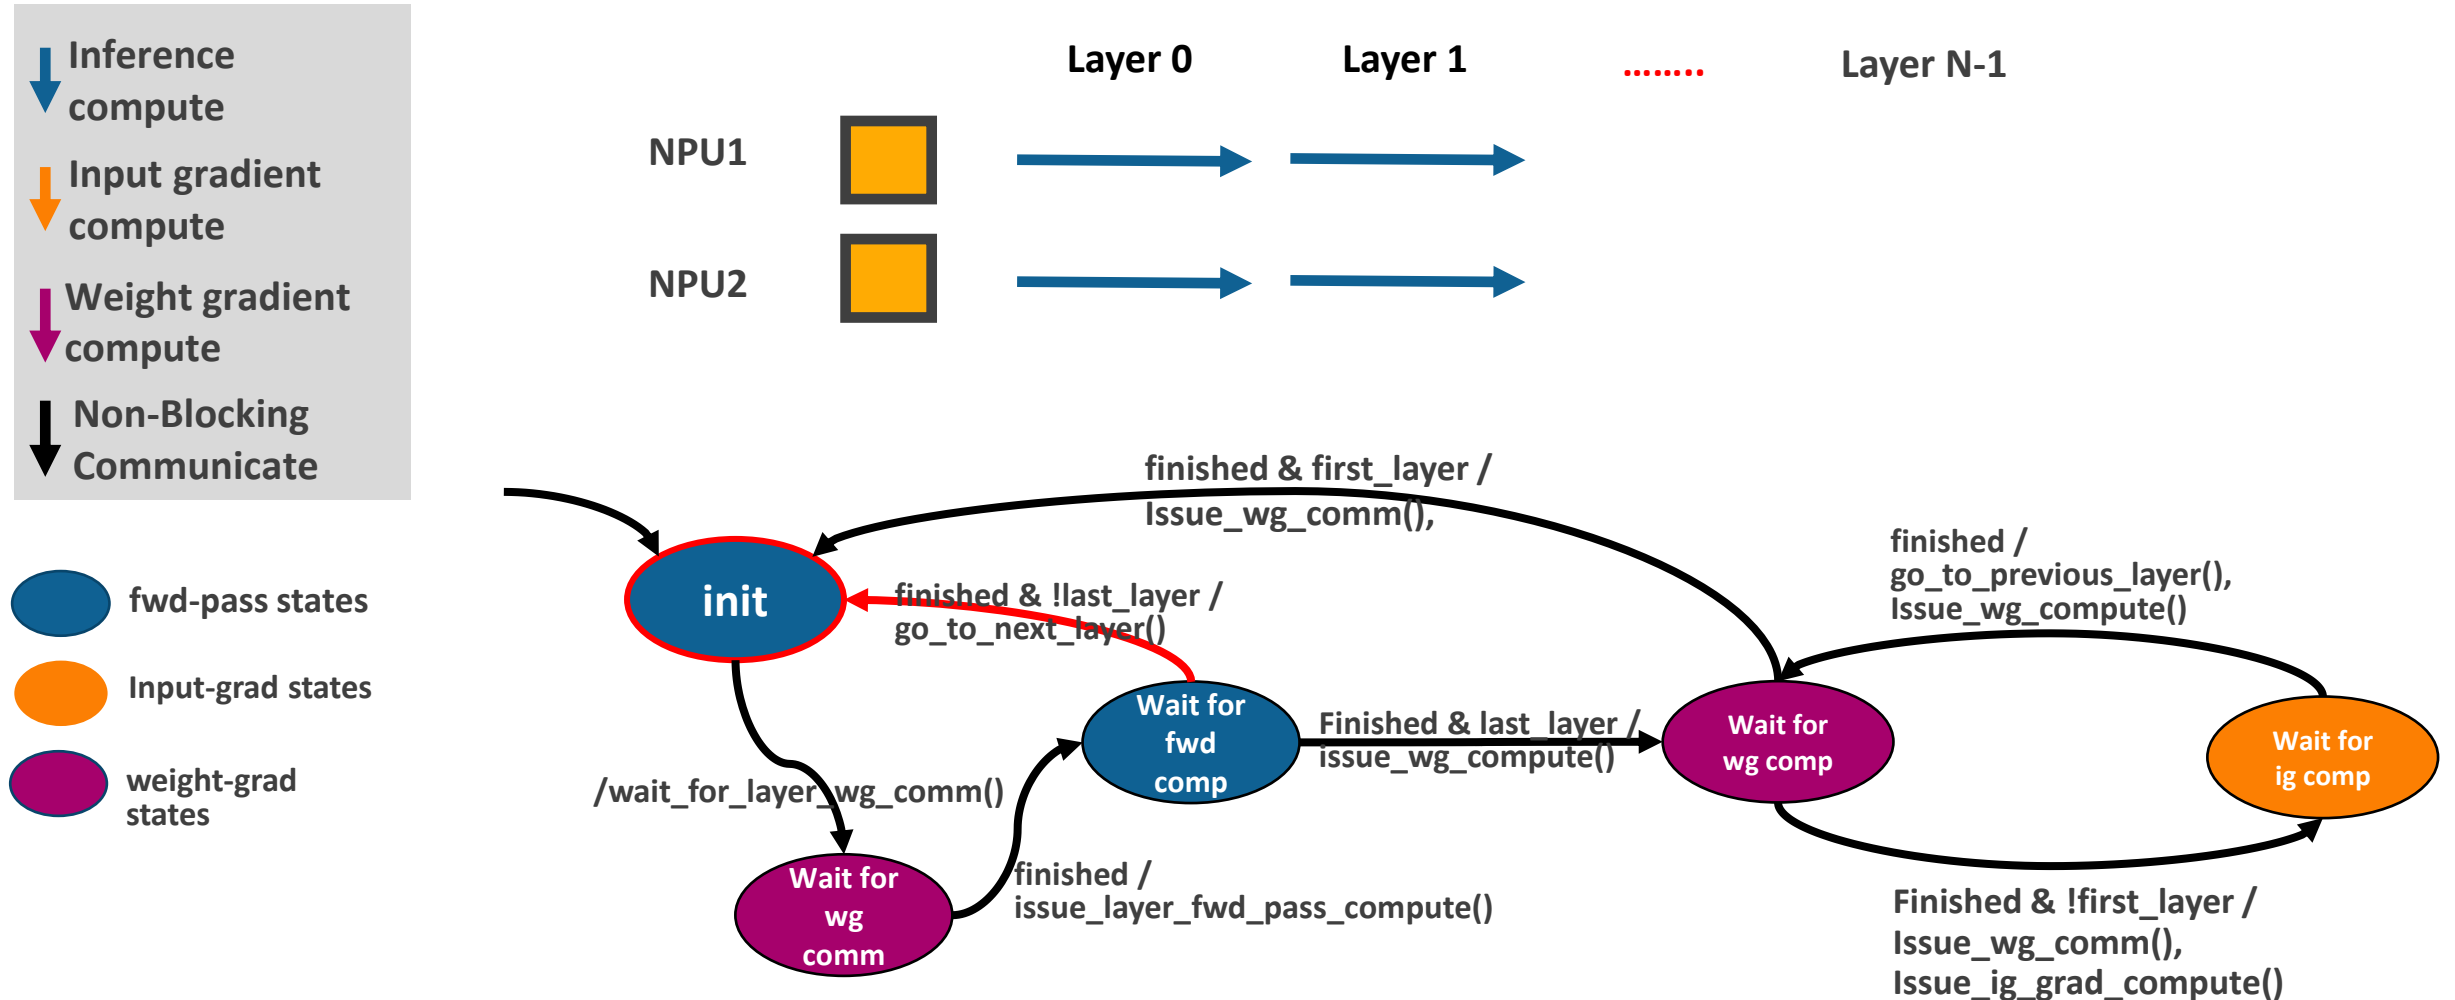 Inference
compute
Input gradient
compute
Weight gradient
compute
Non-Blocking
Communicate
fwd-pass states
Input-grad states
weight-grad
states
Layer 0
Layer 1
........
Layer N-1
NPU1
NPU2
finished & first_layer /
Issue_wg_comm(),
init
finished & !last_layer /
go_to_next_layer()
finished /
go_to_previous_layer(),
Issue_wg_compute()
Wait for
fwd
comp
Finished & last_layer /
issue_wg_compute()
Wait for
wg comp
Wait for
ig comp
/wait_for_layer_wg_comm()
Wait for
wg
comm
finished /
issue_layer_fwd_pass_compute()
Finished & !first_layer /
Issue_wg_comm(),
Issue_ig_grad_compute()